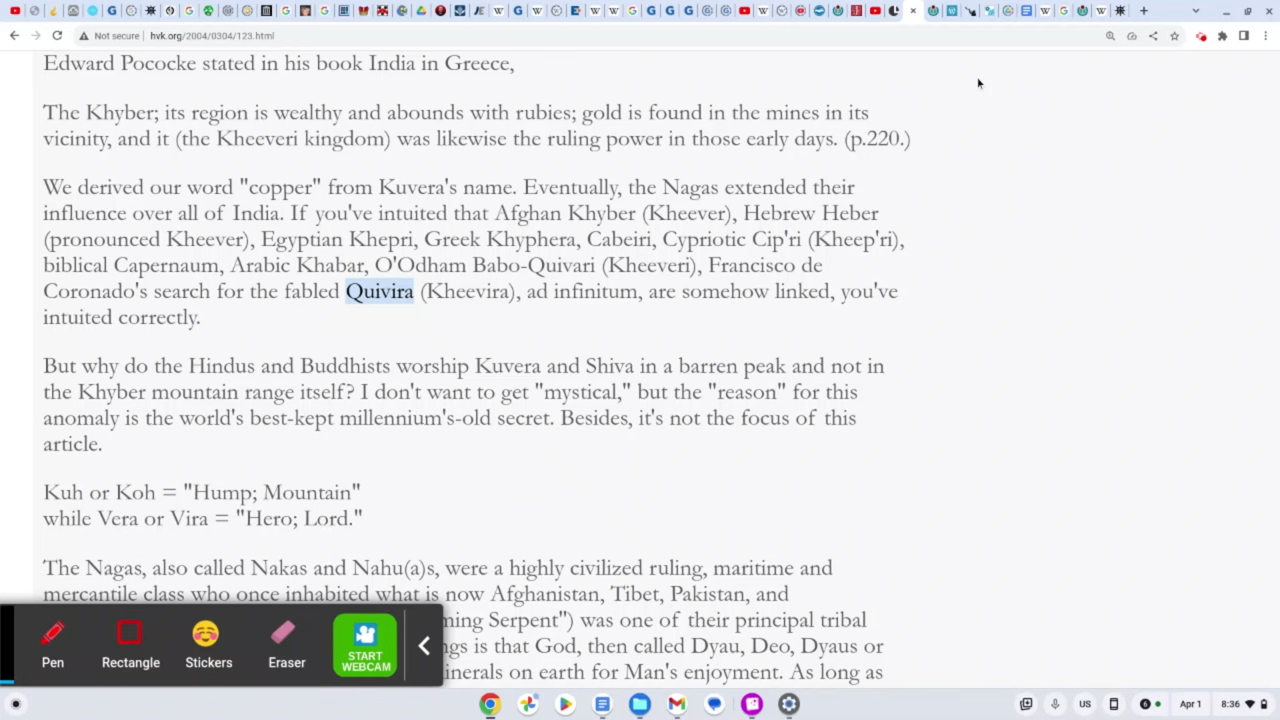 Not secure | hvk.org/2004/0304/123.html
Edward Pococke stated in his book India in Greece,
The Khyber; its region is wealthy and abounds with rubies; gold is found in the mines in its
vicinity, and it (the Kheeveri kingdom) was likewise the ruling power in those early days. (p.220.)
We derived our word "copper" from Kuvera's name. Eventually, the Nagas extended their
influence over all of India. If you've intuited that Afghan Khyber (Kheever), Hebrew Heber
(pronounced Kheever), Egyptian Khepri, Greek Khyphera, Cabeiri, Cypriotic Cip'ri (Kheep'ri),
biblical Capernaum, Arabic Khabar, O'Odham Babo-Quivari (Kheeveri), Francisco de
Coronado's search for the fabled Quivira (Kheevira), ad infinitum, are somehow linked, you've
intuited correctly.
But why do the Hindus and Buddhists worship Kuvera and Shiva in a barren peak and not in
the Khyber mountain range itself? I don't want to get "mystical," but the "reason" for this
anomaly is the world's best-kept millennium's-old secret. Besides, it's not the focus of this
article.
Kuh or Koh = "Hump; Mountain"
while Vera or Vira = "Hero; Lord."
The Nagas, also called Nakas and Nahu(a)s, were a highly civilized ruling, maritime and
mercantile class who once inhabited what is now Afghanistan, Tibet, Pakistan, and
ming Serpent") was one of their principal tribal
ngs is that God, then called Dyau, Deo, Dyaus or
inerals on earth for Man's enjoyment. As long as
Pen Rectangle Stickers Eraser START WEBCAM
US 6 Apr 1 8:36